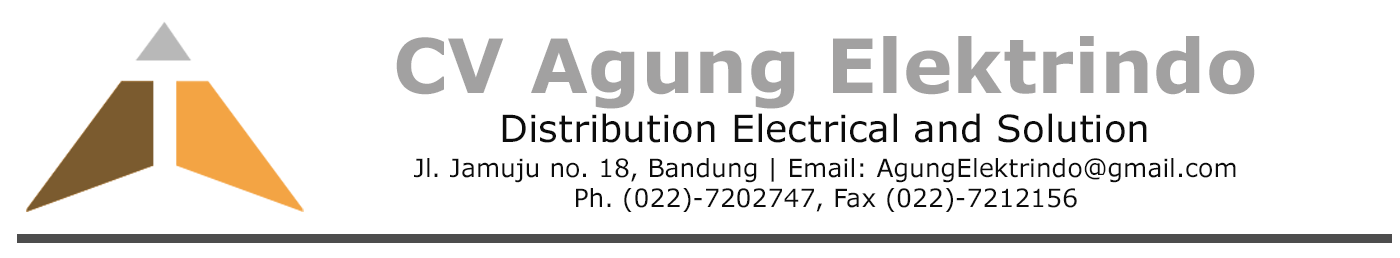 CV Agung Elektrindo
Distribution Electrical and Solution
Jl. Jamuju no. 18, Bandung | Email: AgungElektrindo@gmail.com
Ph. (022)-7202747, Fax (022)-7212156